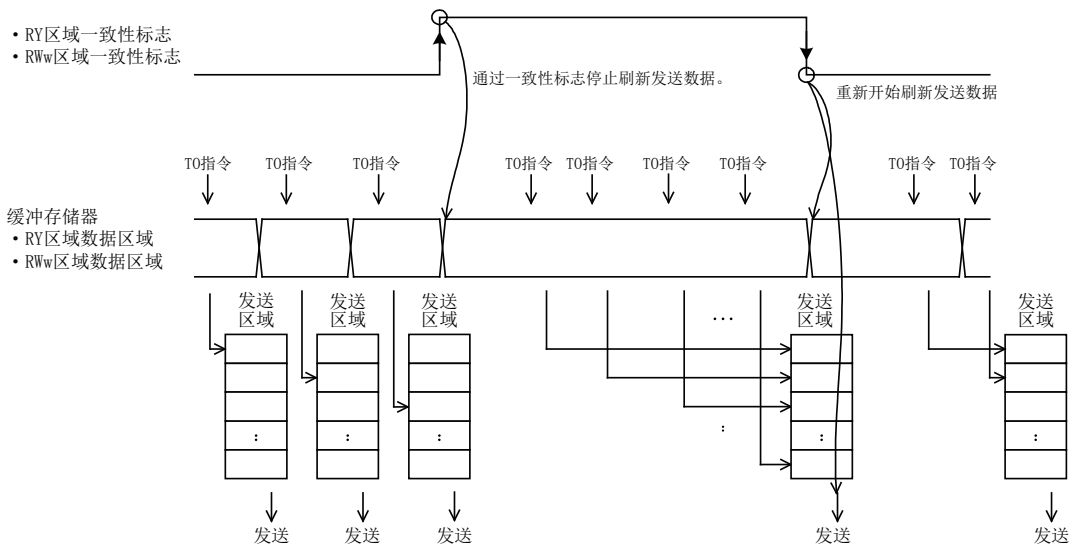 • RY区域一致性标志
• RWw区域一致性标志
通过一致性标志停止刷新发送数据。
重新开始刷新发送数据
TO指令 TO指令 TO指令 TO指令 TO指令 TO指令 TO指令 TO指令 TO指令
缓冲存储器
• RY区域数据区域
• RWw区域数据区域
发送区域 发送区域 发送区域 … 发送区域 发送区域
:
: : : : :
发送 发送 发送 发送 发送